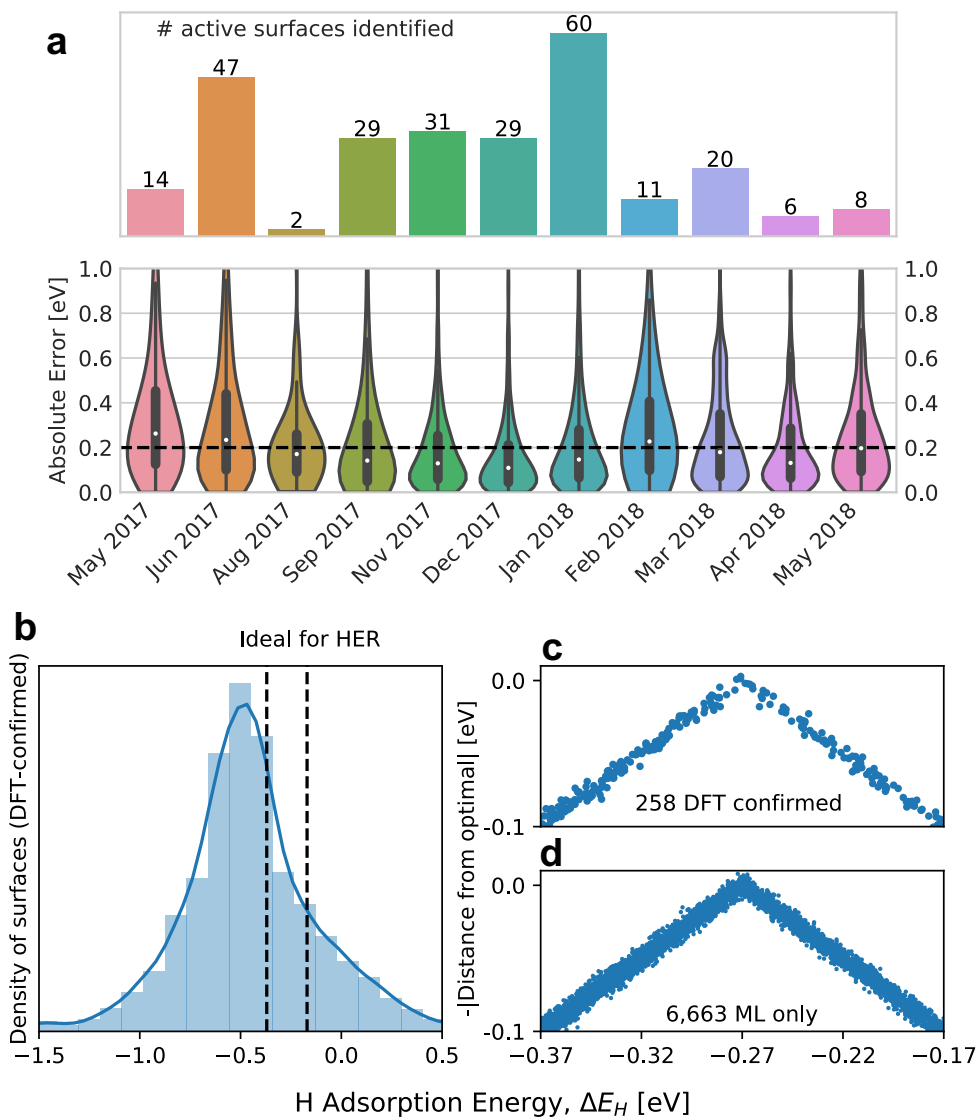 a
# active surfaces identified
14
47
2
29
31
29
60
11
20
6
8
Absolute Error [eV]
1.0
0.8
0.6
0.4
0.2
0.0
1.0
0.8
0.6
0.4
0.2
0.0
May 2017
Jun 2017
Aug 2017
Sep 2017
Nov 2017
Dec 2017
Jan 2018
Feb 2018
Mar 2018
Apr 2018
May 2018
b
Ideal for HER
Density of surfaces (DFT-confirmed)
−1.5
−1.0
−0.5
0.0
0.5
c
-|Distance from optimal| [eV]
0.0
-0.1
258 DFT confirmed
d
0.0
-0.1
6,663 ML only
−0.37
−0.32
−0.27
−0.22
−0.17
H Adsorption Energy, ΔE_H [eV]